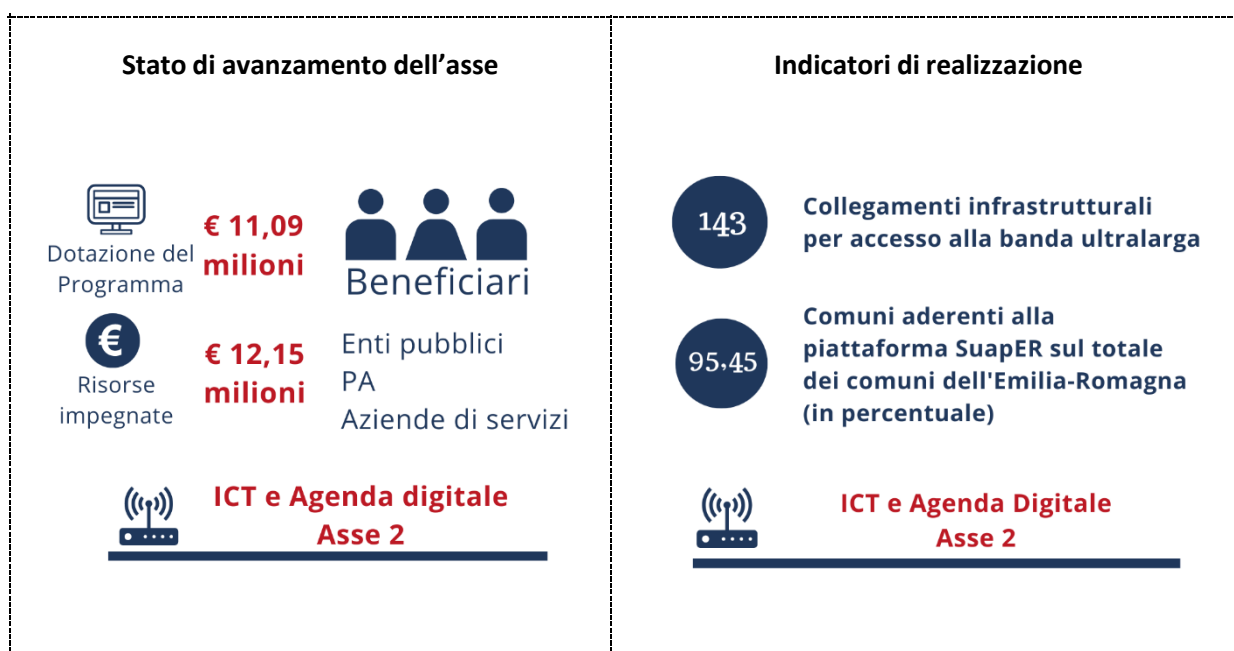 Stato di avanzamento dell’asse
Dotazione del
Programma
€ 11,09
milioni
Beneficiari
Risorse
impegnate
€ 12,15
milioni
Enti pubblici
PA
Aziende di servizi
ICT e Agenda digitale
Asse 2
Indicatori di realizzazione
143
Collegamenti infrastrutturali
per accesso alla banda ultralarga
95,45
Comuni aderenti alla
piattaforma SuapER sul totale
dei comuni dell'Emilia-Romagna
(in percentuale)
ICT e Agenda Digitale
Asse 2